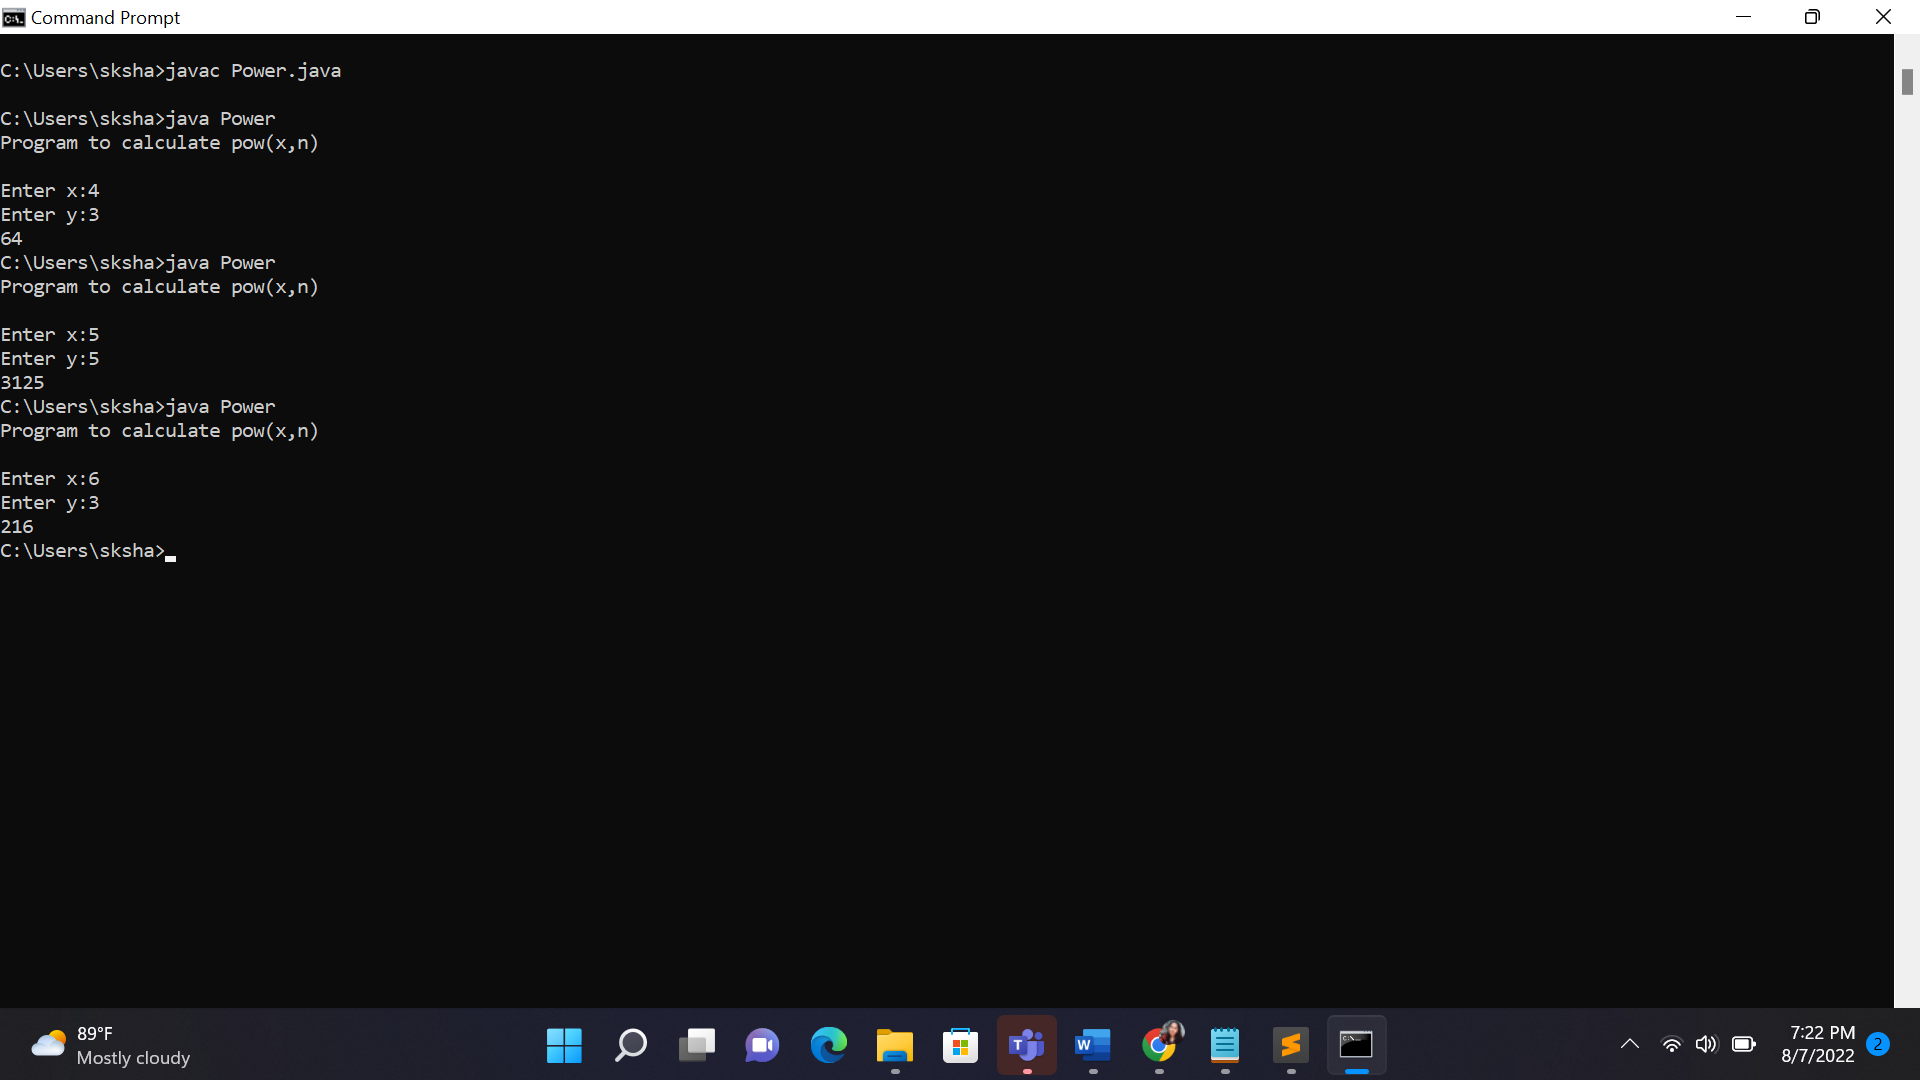 Command Prompt
C:\Users\sksha>javac Power.java
C:\Users\sksha>java Power
Program to calculate pow(x,n)
Enter x:4
Enter y:3
64
C:\Users\sksha>java Power
Program to calculate pow(x,n)
Enter x:5
Enter y:5
3125
C:\Users\sksha>java Power
Program to calculate pow(x,n)
Enter x:6
Enter y:3
216
C:\Users\sksha>
89°F
Mostly cloudy
7:22 PM
8/7/2022
2